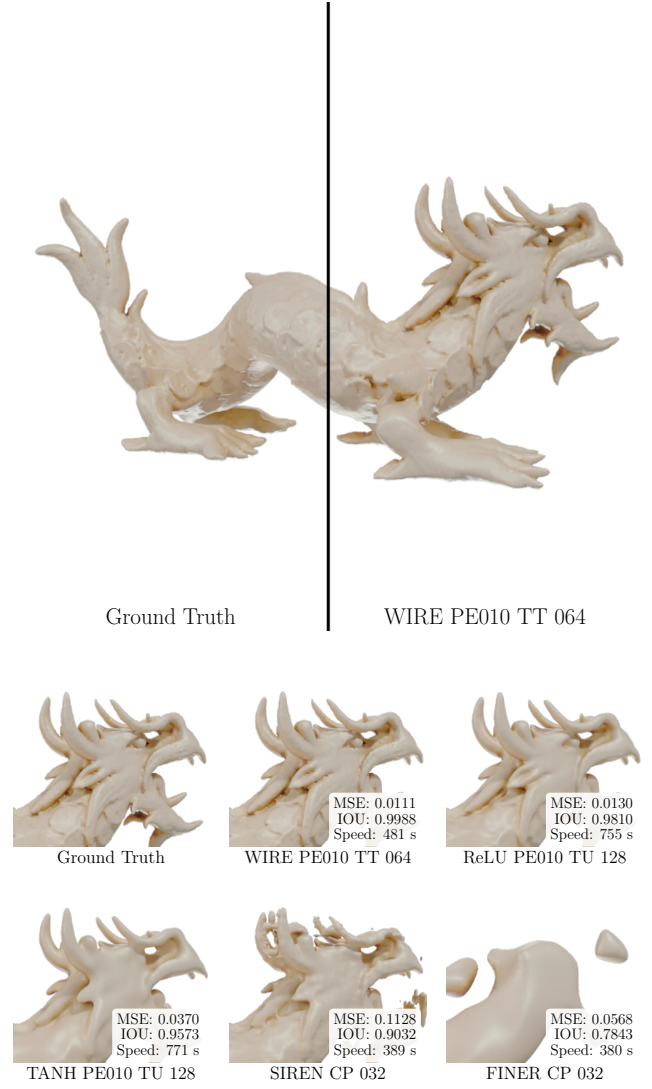 Ground Truth
WIRE PE010 TT 064
MSE: 0.0111
IOU: 0.9988
Speed: 481 s
MSE: 0.0130
IOU: 0.9810
Speed: 755 s
Ground Truth
WIRE PE010 TT 064
ReLU PE010 TU 128
MSE: 0.0370
IOU: 0.9573
Speed: 771 s
MSE: 0.1128
IOU: 0.9032
Speed: 389 s
MSE: 0.0568
IOU: 0.7843
Speed: 380 s
TANH PE010 TU 128
SIREN CP 032
FINER CP 032